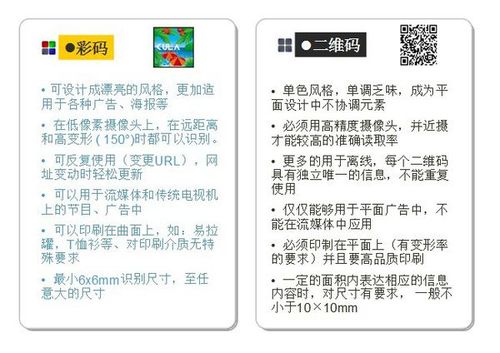 ●彩码
• 可设计成漂亮的风格，更加适
用于各种广告、海报等
• 在低像素摄像头上，在远距离
和高变形 ( 150°)时都可以识别。
• 可反复使用（变更URL），网
址变动时轻松更新
• 可以用于流媒体和传统电视机
上的节目、广告中
• 可以印刷在曲面上，如：易拉
罐，T恤衫等、对印刷介质无特
殊要求
• 最小6x6mm识别尺寸，至任
意大的尺寸
●二维码
• 单色风格，单调乏味，成为平
面设计中不协调元素
• 必须用高精度摄像头，并近摄
才能较高的准确读取率
• 更多的用于离线，每个二维码
具有独立唯一的信息，不能重复
使用
• 仅仅能够用于平面广告中，不
能在流媒体中应用
• 必须印制在平面上（有变形率
的要求）并且要高品质印刷
• 一定的面积内表达相应的信息
内容时，对尺寸有要求， 一般不
小于10×10mm